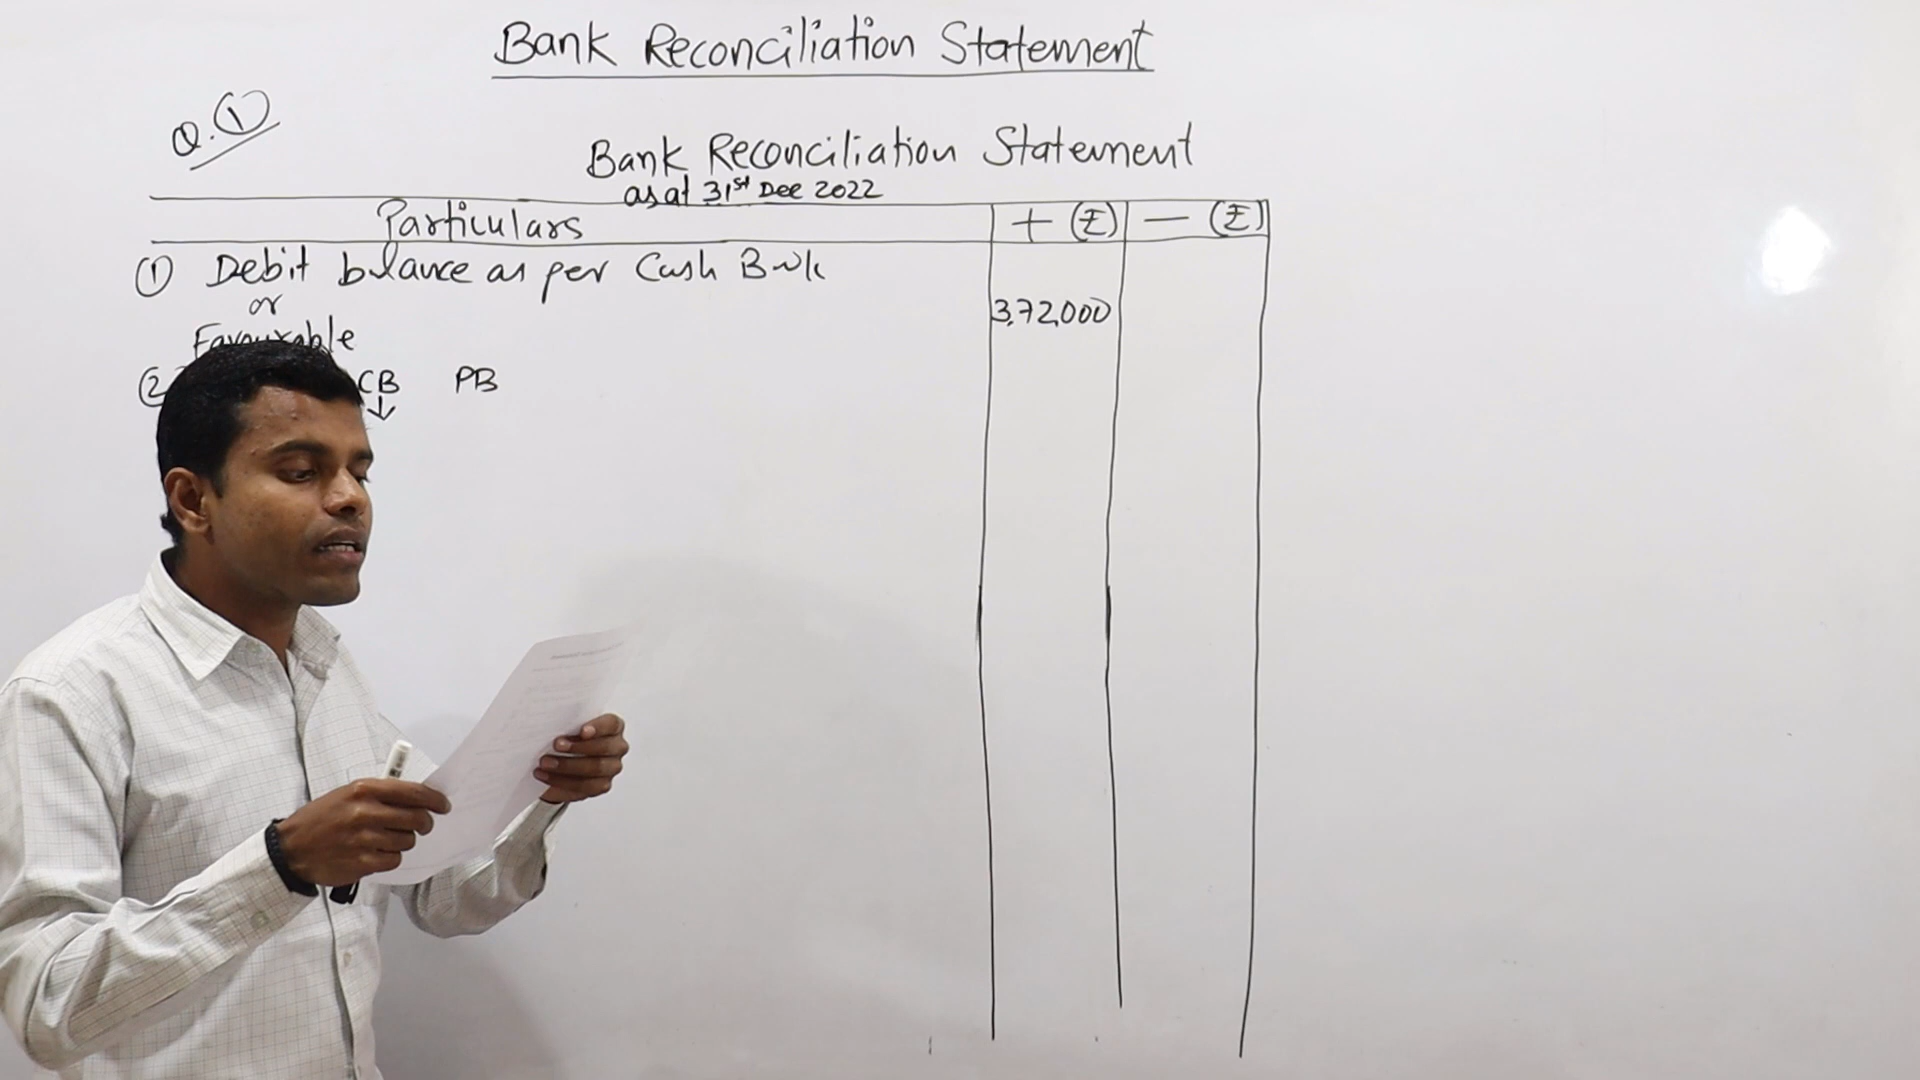 Bank Reconciliation Statement
Q. 1
Bank Reconciliation Statement
as at 31st Dec 2022
Particulars + (₹) — (₹)
① Debit balance as per Cash Book
or
3,72,000
Favourable
② CB PB